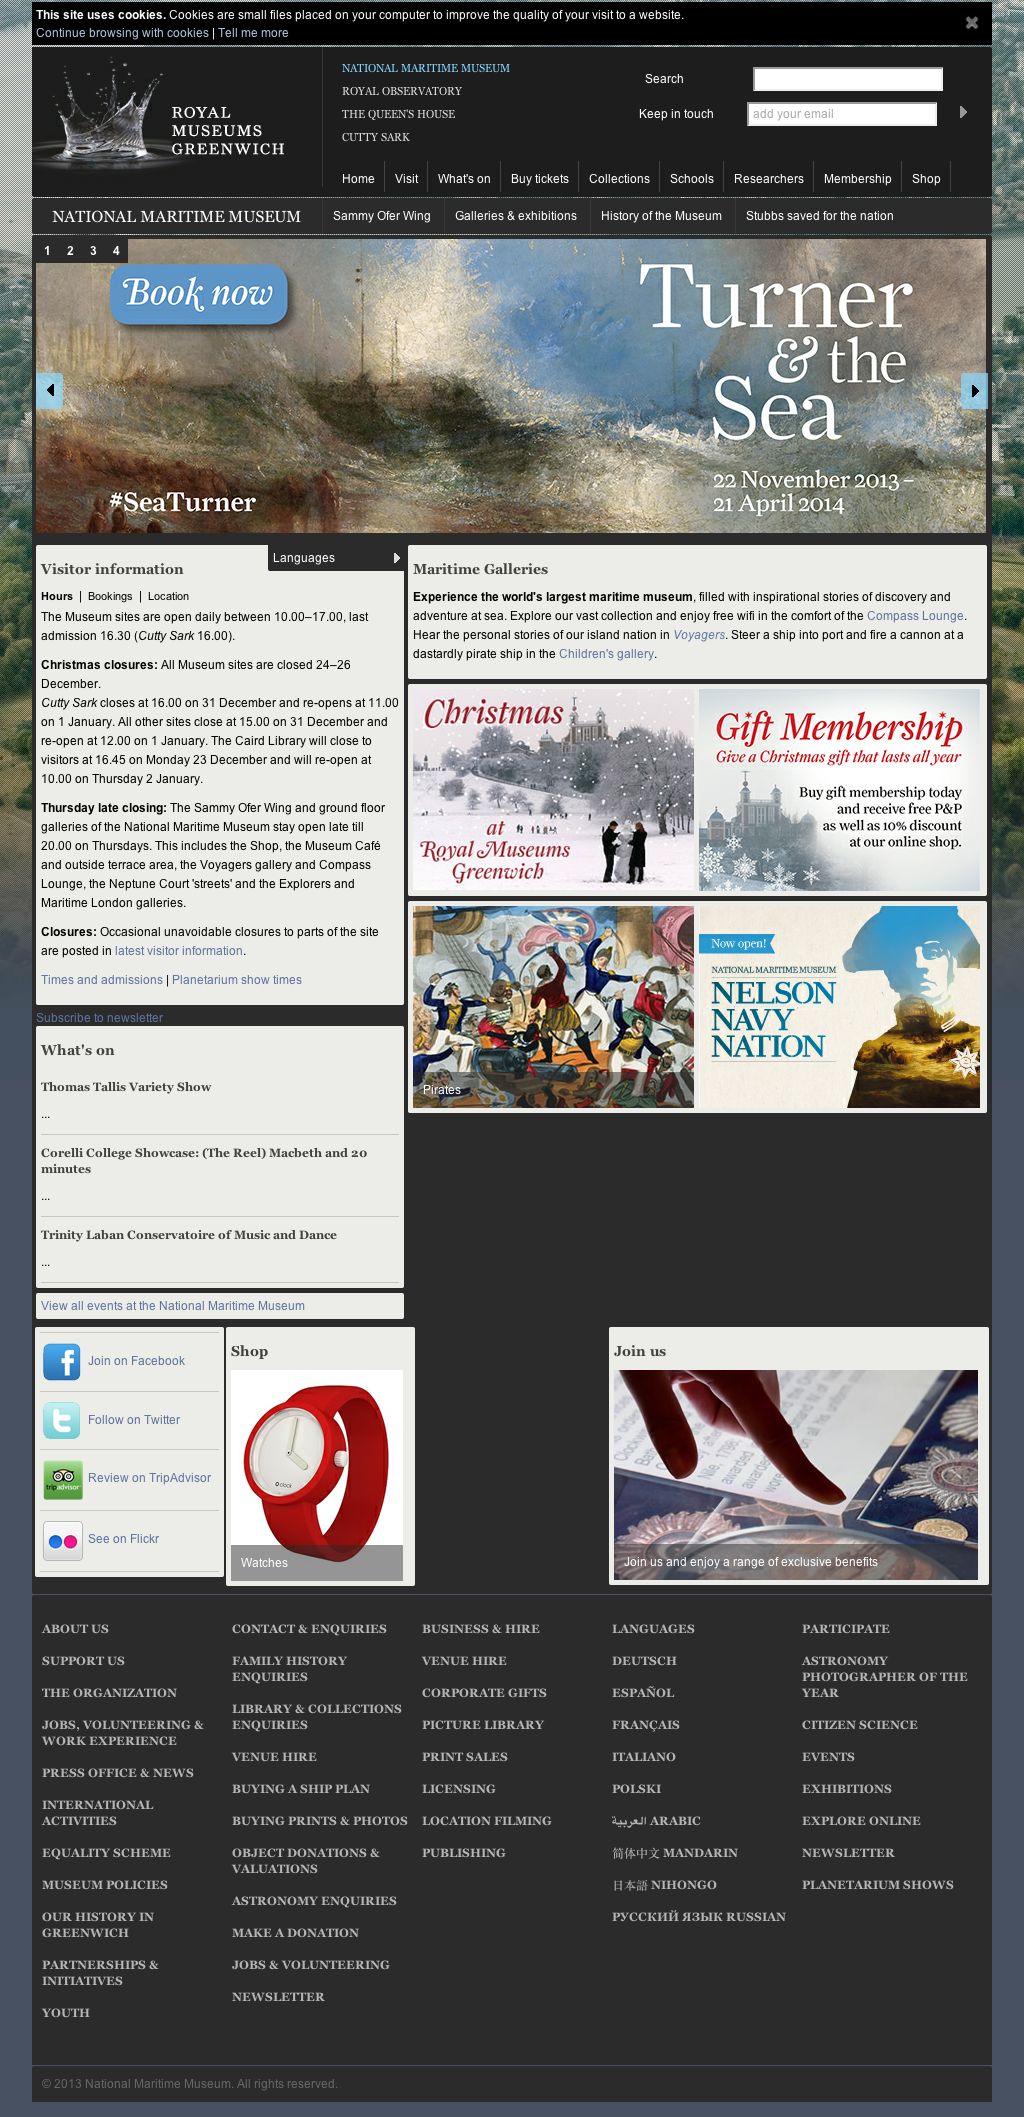 This site uses cookies. Cookies are small files placed on your computer to improve the quality of your visit to a website.
Continue browsing with cookies | Tell me more
ROYAL
MUSEUMS
GREENWICH
NATIONAL MARITIME MUSEUM
ROYAL OBSERVATORY
THE QUEEN'S HOUSE
CUTTY SARK
Search
Keep in touch
add your email
Home
Visit
What's on
Buy tickets
Collections
Schools
Researchers
Membership
Shop
NATIONAL MARITIME MUSEUM
Sammy Ofer Wing
Galleries & exhibitions
History of the Museum
Stubbs saved for the nation
1 2 3 4
Book now
Turner
& the
Sea
22 November 2013–
21 April 2014
#SeaTurner
Languages
Visitor information
Hours | Bookings | Location
The Museum sites are open daily between 10.00–17.00, last
admission 16.30 (Cutty Sark 16.00).
Christmas closures: All Museum sites are closed 24–26
December.
Cutty Sark closes at 16.00 on 31 December and re-opens at 11.00
on 1 January. All other sites close at 15.00 on 31 December and
re-open at 12.00 on 1 January. The Caird Library will close to
visitors at 16.45 on Monday 23 December and will re-open at
10.00 on Thursday 2 January.
Thursday late closing: The Sammy Ofer Wing and ground floor
galleries of the National Maritime Museum stay open late till
20.00 on Thursdays. This includes the Shop, the Museum Café
and outside terrace area, the Voyagers gallery and Compass
Lounge, the Neptune Court 'streets' and the Explorers and
Maritime London galleries.
Closures: Occasional unavoidable closures to parts of the site
are posted in latest visitor information.
Times and admissions | Planetarium show times
Subscribe to newsletter
What's on
Thomas Tallis Variety Show
...
Corelli College Showcase: (The Reel) Macbeth and 20
minutes
...
Trinity Laban Conservatoire of Music and Dance
...
View all events at the National Maritime Museum
Maritime Galleries
Experience the world's largest maritime museum, filled with inspirational stories of discovery and
adventure at sea. Explore our vast collection and enjoy free wifi in the comfort of the Compass Lounge.
Hear the personal stories of our island nation in Voyagers. Steer a ship into port and fire a cannon at a
dastardly pirate ship in the Children's gallery.
Christmas
at
Royal Museums
Greenwich
Gift Membership
Give a Christmas gift that lasts all year
Buy gift membership today
and receive free P&P
as well as 10% discount
at our online shop.
Pirates
Now open!
NATIONAL MARITIME MUSEUM
NELSON
NAVY
NATION
Join on Facebook
Follow on Twitter
tripadvisor
Review on TripAdvisor
See on Flickr
Shop
o clock
Watches
Join us
Join us and enjoy a range of exclusive benefits
ABOUT US
SUPPORT US
THE ORGANIZATION
JOBS, VOLUNTEERING &
WORK EXPERIENCE
PRESS OFFICE & NEWS
INTERNATIONAL
ACTIVITIES
EQUALITY SCHEME
MUSEUM POLICIES
OUR HISTORY IN
GREENWICH
PARTNERSHIPS &
INITIATIVES
YOUTH
CONTACT & ENQUIRIES
FAMILY HISTORY
ENQUIRIES
LIBRARY & COLLECTIONS
ENQUIRIES
VENUE HIRE
BUYING A SHIP PLAN
BUYING PRINTS & PHOTOS
OBJECT DONATIONS &
VALUATIONS
ASTRONOMY ENQUIRIES
MAKE A DONATION
JOBS & VOLUNTEERING
NEWSLETTER
BUSINESS & HIRE
VENUE HIRE
CORPORATE GIFTS
PICTURE LIBRARY
PRINT SALES
LICENSING
LOCATION FILMING
PUBLISHING
LANGUAGES
DEUTSCH
ESPAÑOL
FRANÇAIS
ITALIANO
POLSKI
العربية ARABIC
简体中文 MANDARIN
日本語 NIHONGO
РУССКИЙ ЯЗЫК RUSSIAN
PARTICIPATE
ASTRONOMY
PHOTOGRAPHER OF THE
YEAR
CITIZEN SCIENCE
EVENTS
EXHIBITIONS
EXPLORE ONLINE
NEWSLETTER
PLANETARIUM SHOWS
© 2013 National Maritime Museum. All rights reserved.